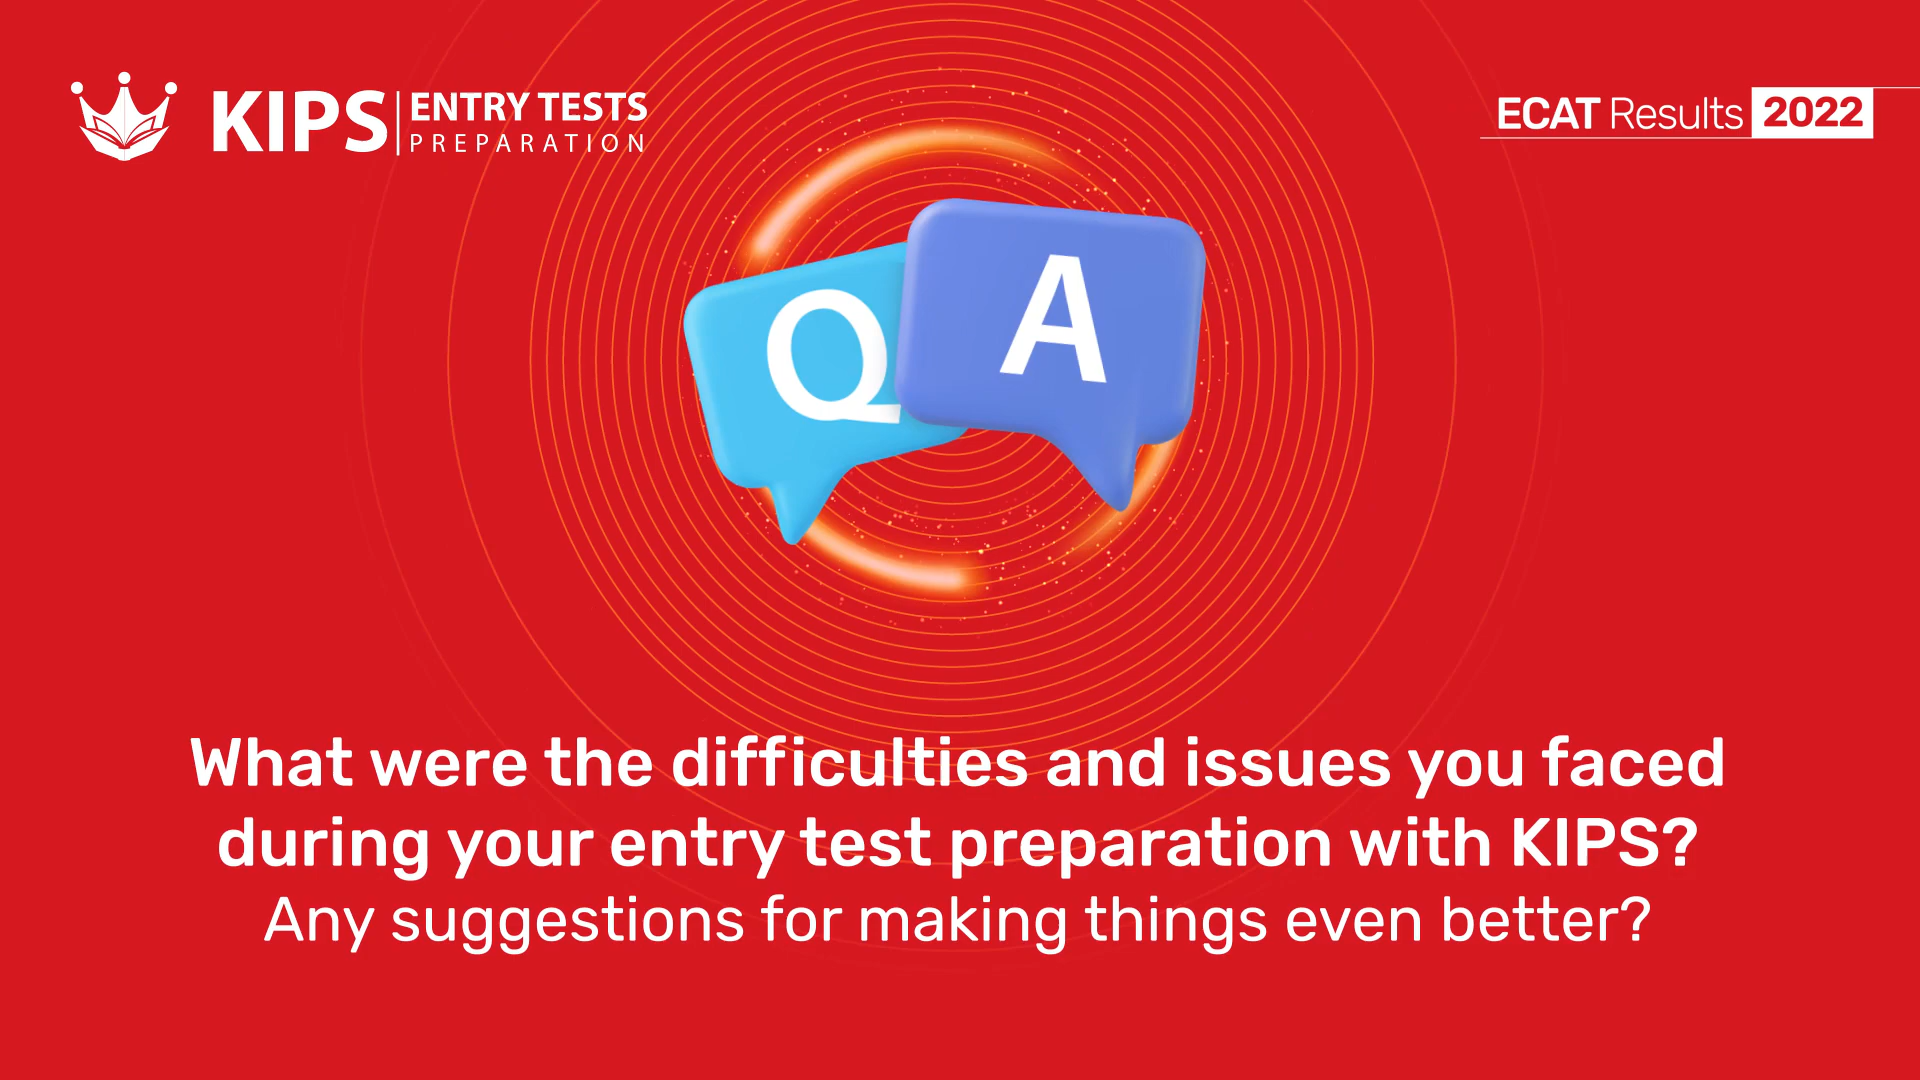 KIPS
ENTRY TESTS
PREPARATION
ECAT Results 2022
Q A
What were the difficulties and issues you faced
during your entry test preparation with KIPS?
Any suggestions for making things even better?